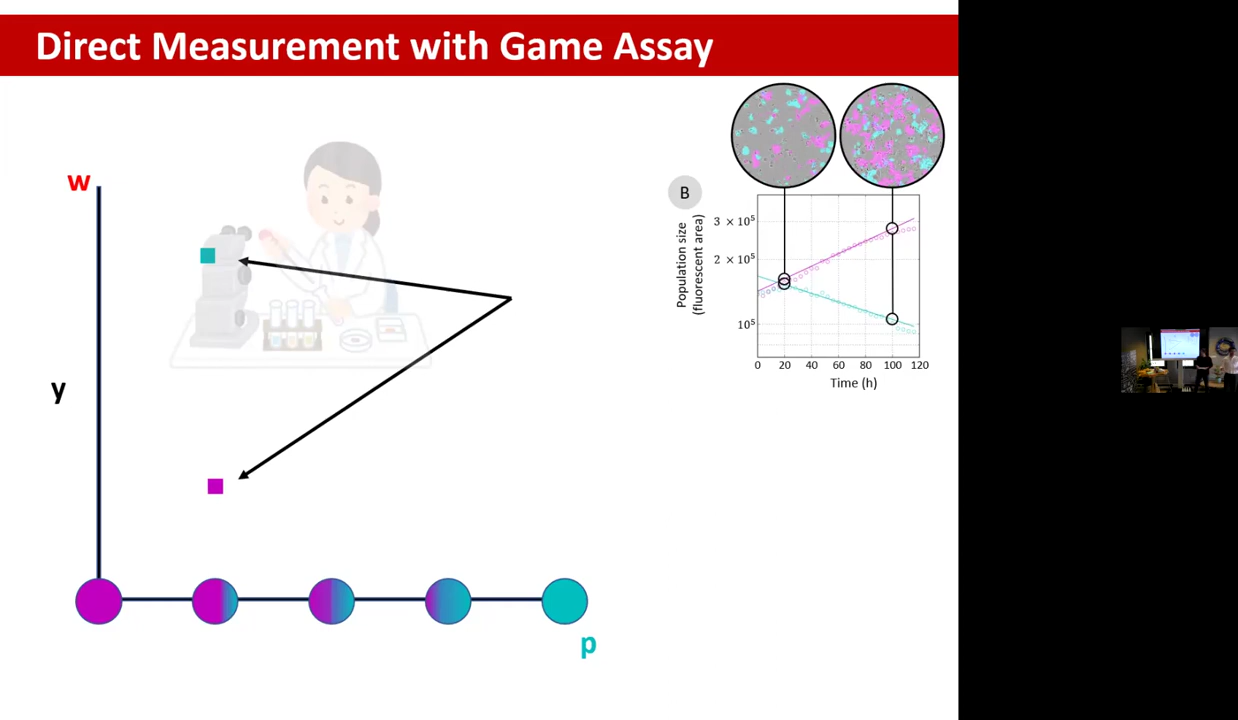 Direct Measurement with Game Assay
w
y
p
B
Population size
(fluorescent area)
3 × 10⁵
2 × 10⁵
10⁵
0 20 40 60 80 100 120
Time (h)